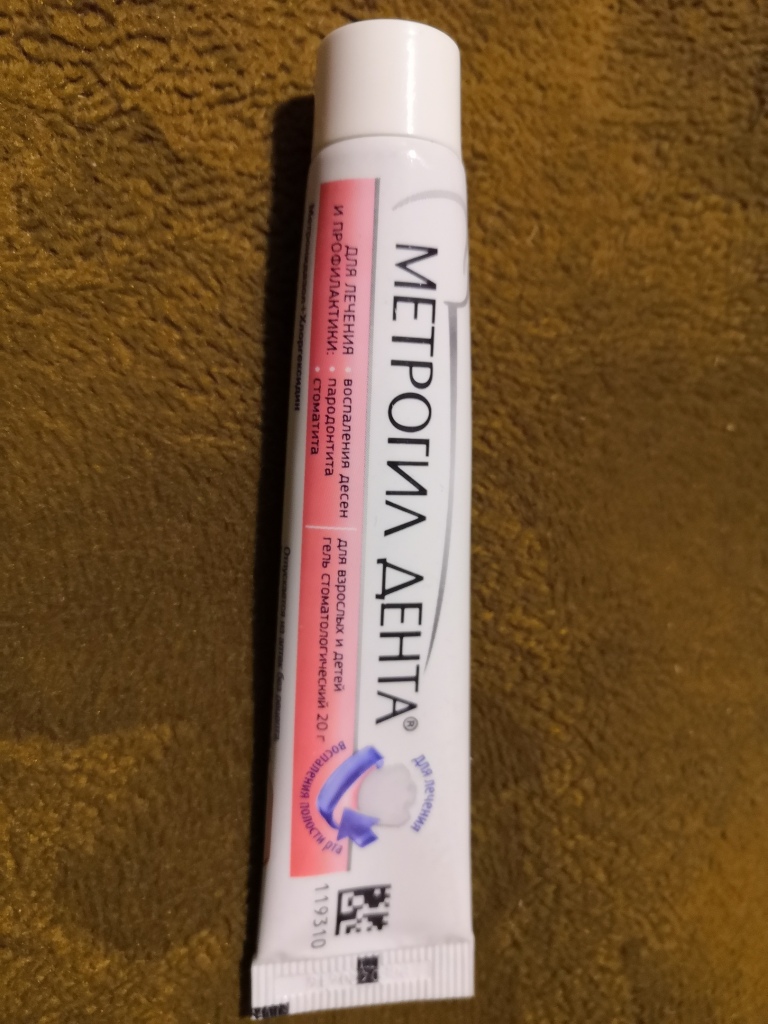 МЕТРОГИЛ ДЕНТА®
ДЛЯ ЛЕЧЕНИЯ
И ПРОФИЛАКТИКИ:
• воспаления десен
• пародонтита
• стоматита
для взрослых и детей
гель стоматологический 20 г
для лечения
воспаления полости рта
119310